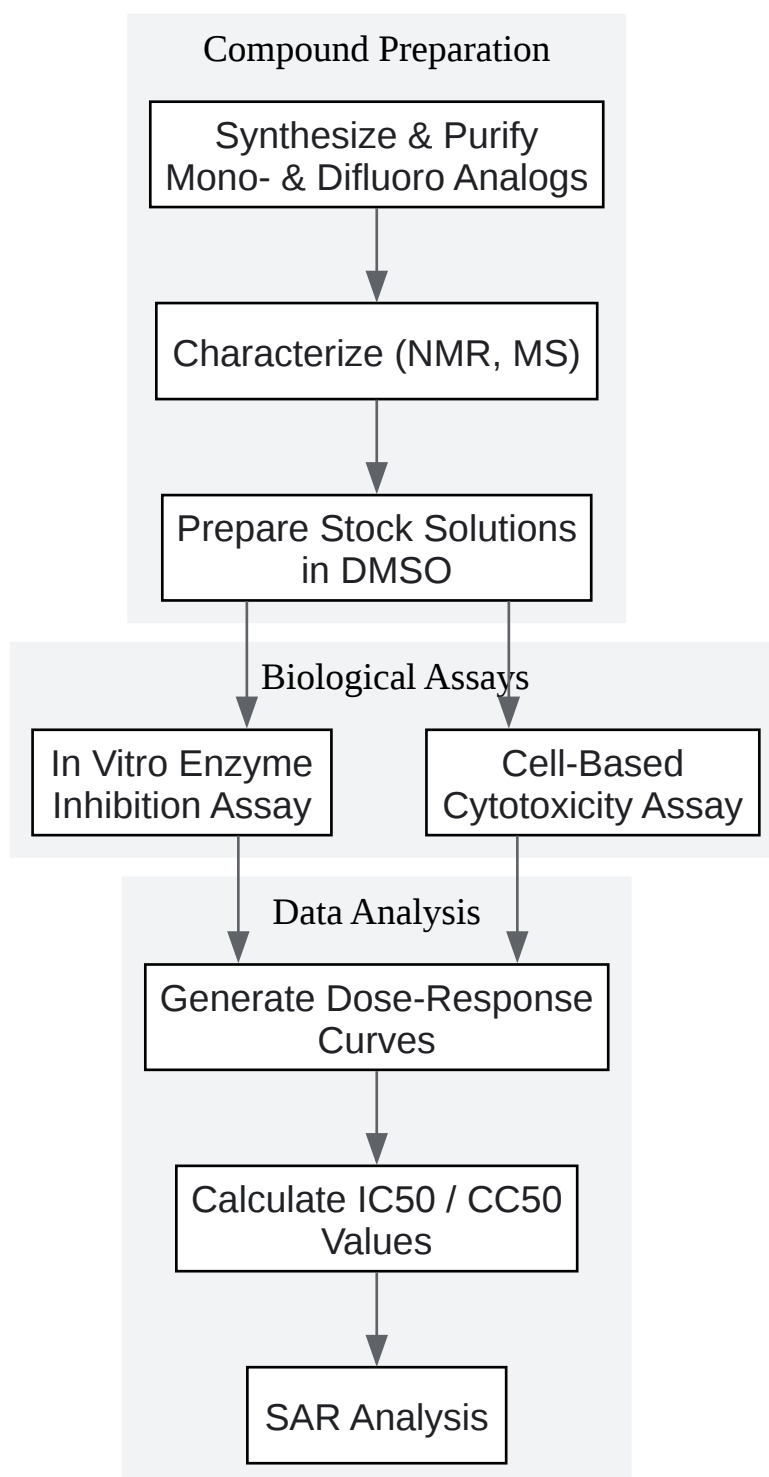 Compound Preparation
Synthesize & Purify
Mono- & Difluoro Analogs
Characterize (NMR, MS)
Prepare Stock Solutions
in DMSO
Biological Assays
In Vitro Enzyme
Inhibition Assay
Cell-Based
Cytotoxicity Assay
Data Analysis
Generate Dose-Response
Curves
Calculate IC50 / CC50
Values
SAR Analysis